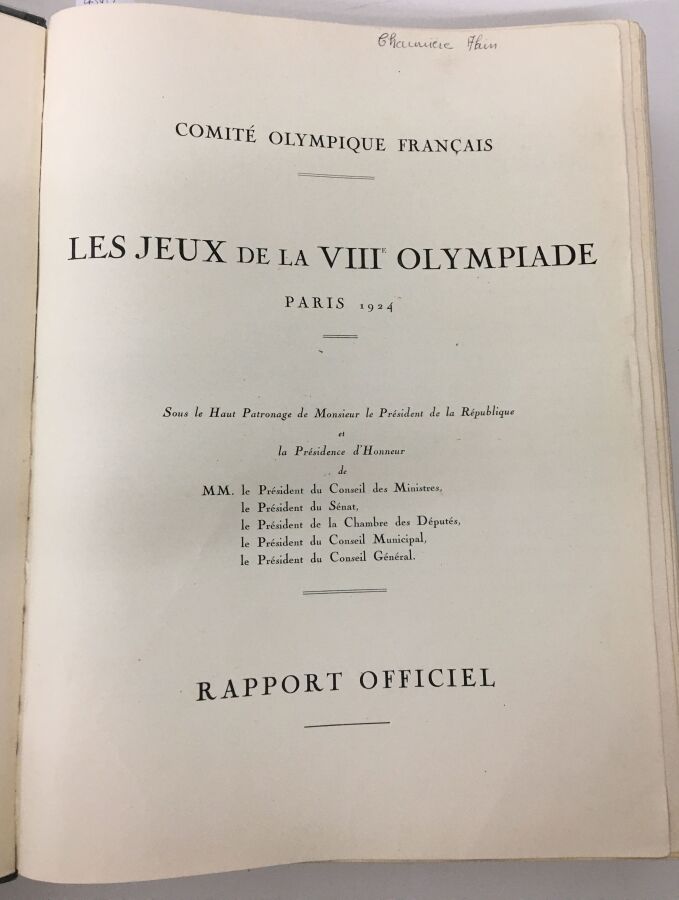 Chaumière Alain
COMITÉ OLYMPIQUE FRANÇAIS
LES JEUX DE LA VIIIE OLYMPIADE
PARIS 1924
Sous le Haut Patronage de Monsieur le Président de la République
et
la Présidence d'Honneur
de
MM. le Président du Conseil des Ministres,
le Président du Sénat,
le Président de la Chambre des Députés,
le Président du Conseil Municipal,
le Président du Conseil Général.
RAPPORT OFFICIEL